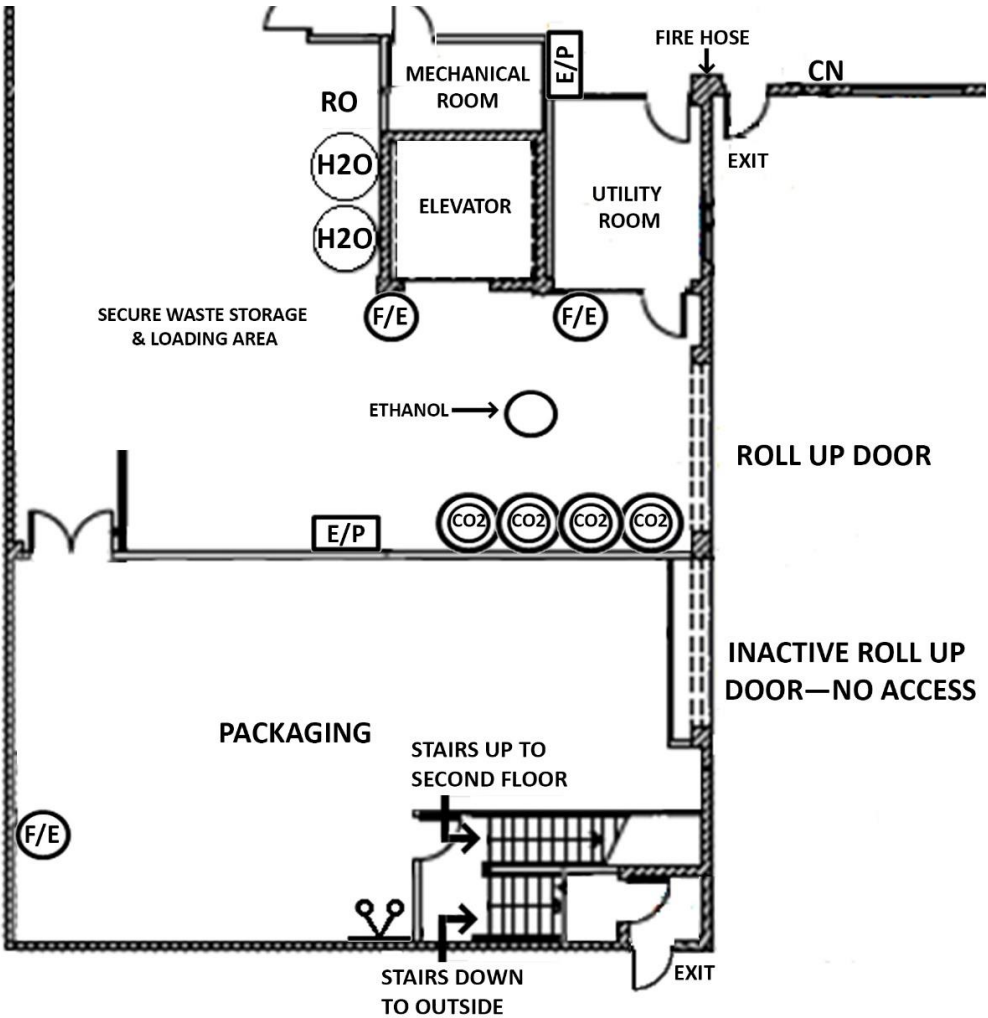 FIRE HOSE
E/P
MECHANICAL
ROOM
CN
RO
H2O
EXIT
UTILITY
ROOM
ELEVATOR
H2O
SECURE WASTE STORAGE
& LOADING AREA
F/E
F/E
ETHANOL
ROLL UP DOOR
CO2
CO2
CO2
CO2
E/P
INACTIVE ROLL UP
DOOR—NO ACCESS
PACKAGING
STAIRS UP TO
SECOND FLOOR
F/E
EXIT
STAIRS DOWN
TO OUTSIDE